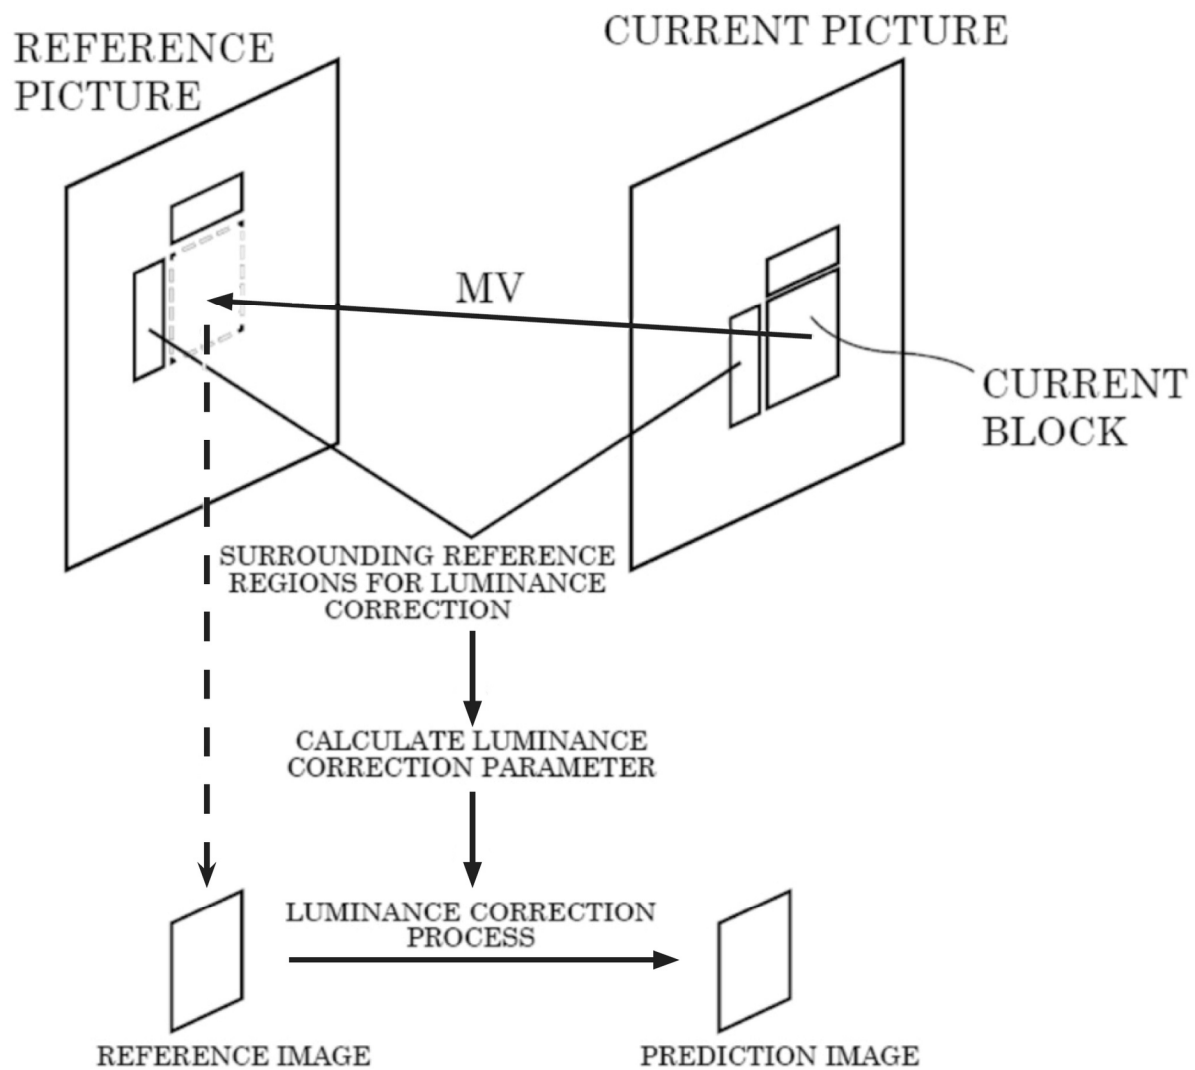 REFERENCE
PICTURE
CURRENT PICTURE
MV
CURRENT
BLOCK
SURROUNDING REFERENCE
REGIONS FOR LUMINANCE
CORRECTION
CALCULATE LUMINANCE
CORRECTION PARAMETER
LUMINANCE CORRECTION
PROCESS
REFERENCE IMAGE
PREDICTION IMAGE